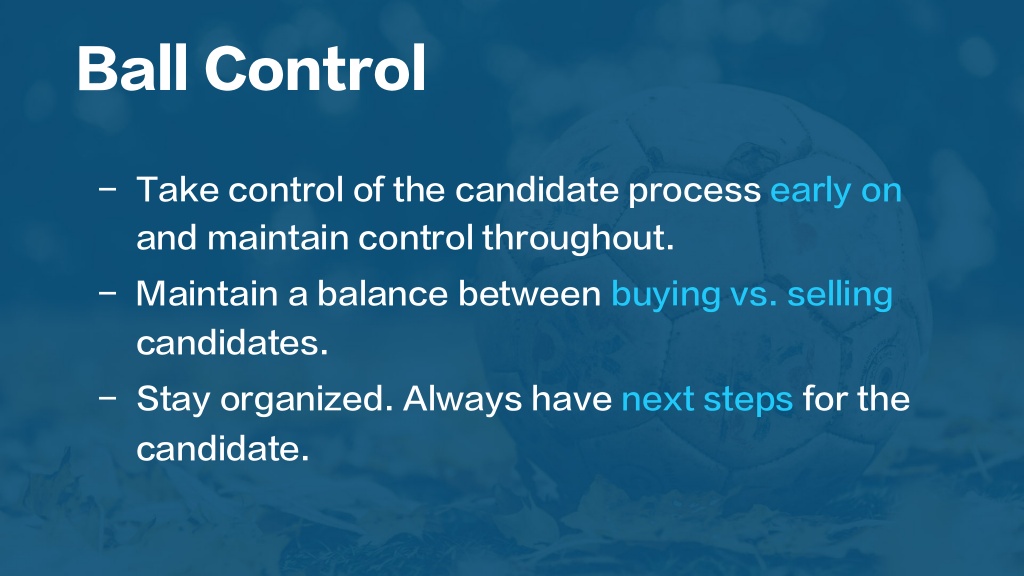 Ball Control
– Take control of the candidate process early on
and maintain control throughout.
– Maintain a balance between buying vs. selling
candidates.
– Stay organized. Always have next steps for the
candidate.